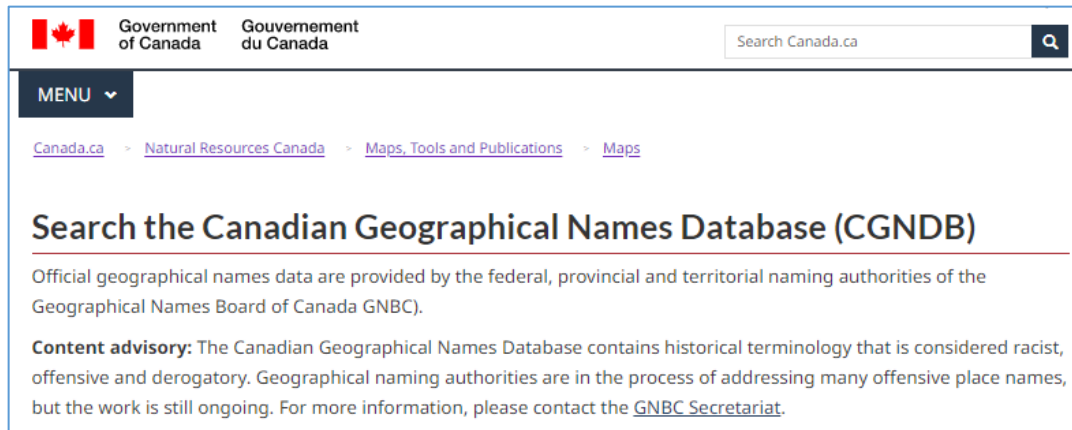 Government of Canada Gouvernement du Canada
Search Canada.ca
MENU
Canada.ca > Natural Resources Canada > Maps, Tools and Publications > Maps
Search the Canadian Geographical Names Database (CGNDB)
Official geographical names data are provided by the federal, provincial and territorial naming authorities of the
Geographical Names Board of Canada GNBC).
Content advisory: The Canadian Geographical Names Database contains historical terminology that is considered racist,
offensive and derogatory. Geographical naming authorities are in the process of addressing many offensive place names,
but the work is still ongoing. For more information, please contact the GNBC Secretariat.